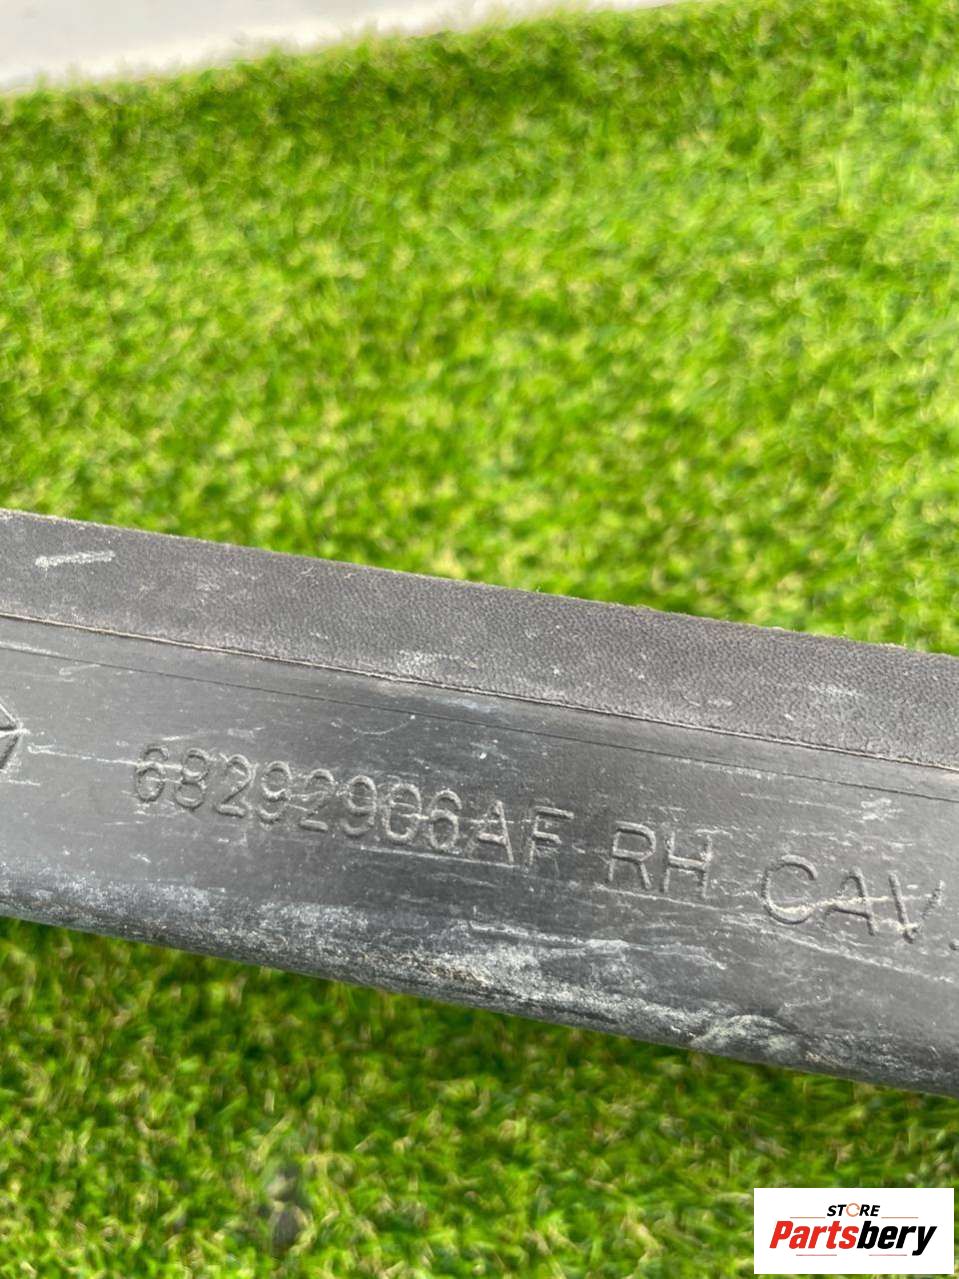 68292906AF RH CAV.
STORE
Partsbery